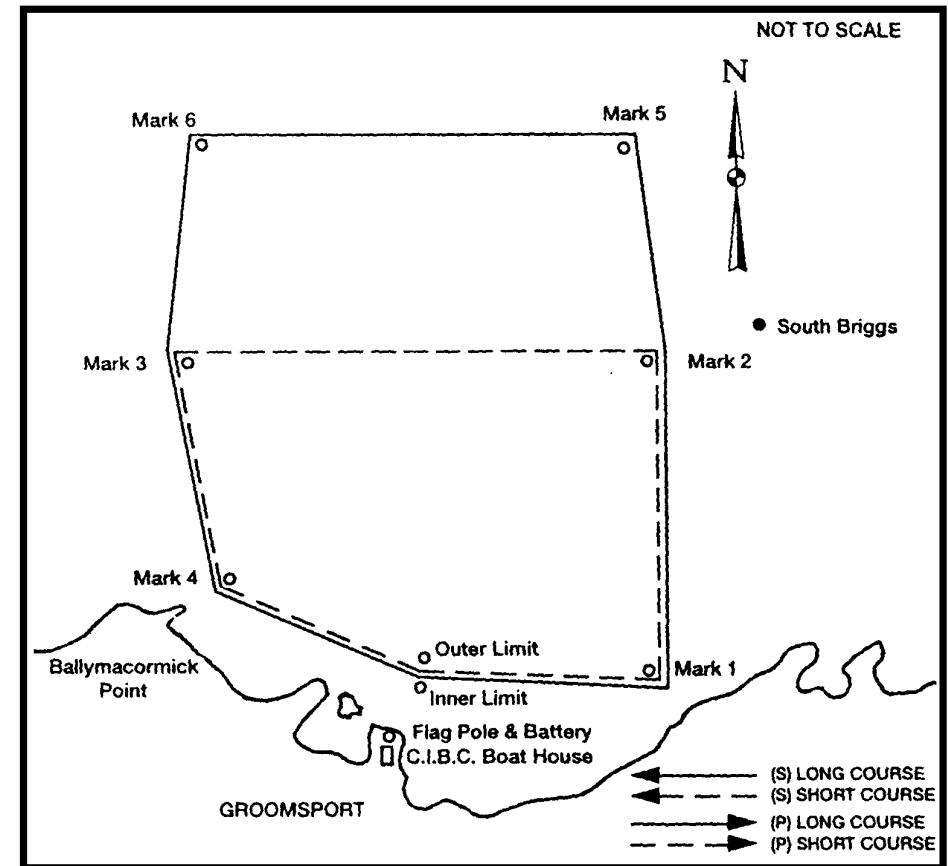 NOT TO SCALE
N
Mark 6
Mark 5
South Briggs
Mark 3
Mark 2
Mark 4
Outer Limit
Mark 1
Ballymacormick
Point
Inner Limit
Flag Pole & Battery
C.I.B.C. Boat House
GROOMSPORT
(S) LONG COURSE
(S) SHORT COURSE
(P) LONG COURSE
(P) SHORT COURSE